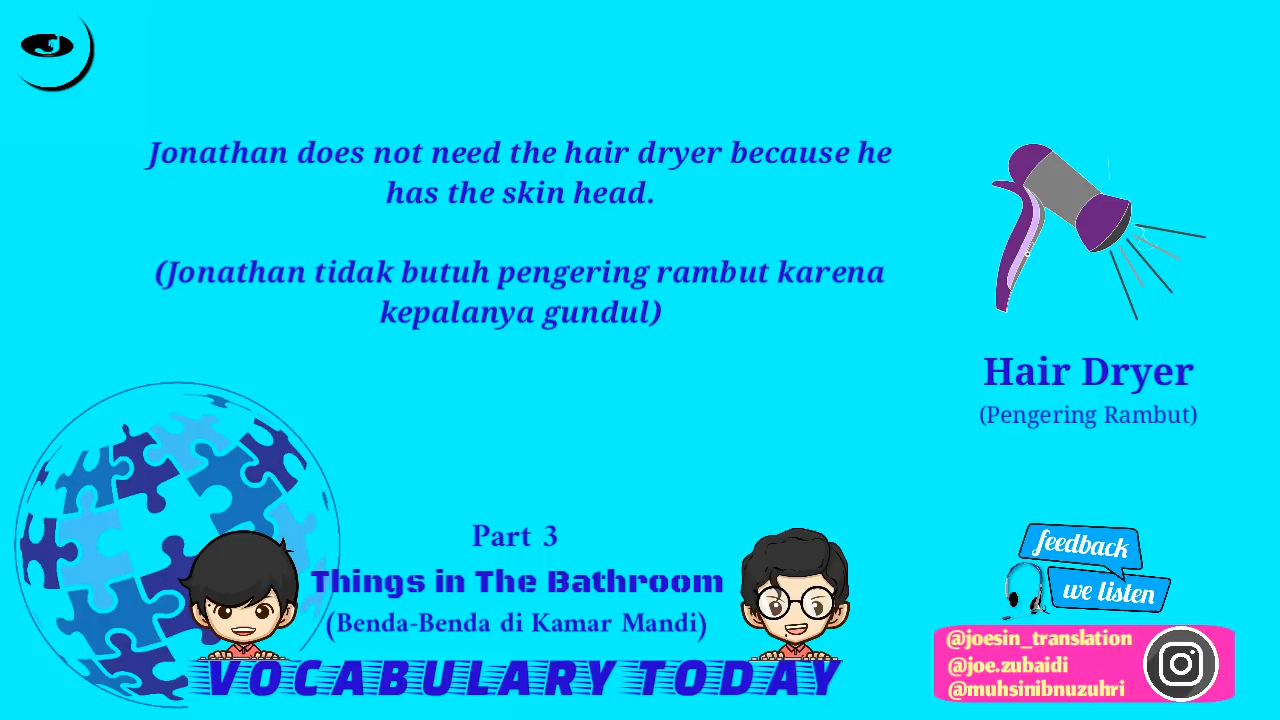 Jonathan does not need the hair dryer because he
has the skin head.
(Jonathan tidak butuh pengering rambut karena
kepalanya gundul)
Hair Dryer
(Pengering Rambut)
Part 3
Things in The Bathroom
(Benda-Benda di Kamar Mandi)
VOCABULARY TODAY
feedback
we listen
@joesin_translation
@joe.zubaidi
@muhsinibnuzuhri